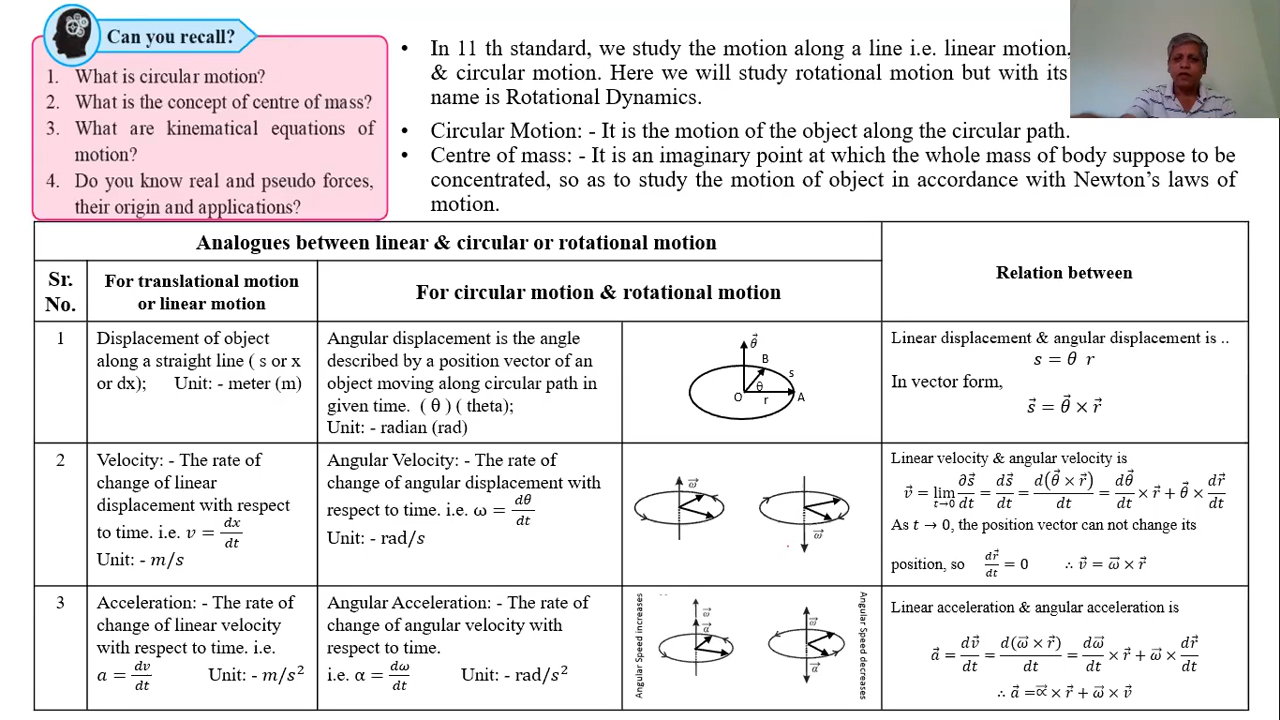 Can you recall?
1. What is circular motion?
2. What is the concept of centre of mass?
3. What are kinematical equations of
motion?
4. Do you know real and pseudo forces,
their origin and applications?
• In 11 th standard, we study the motion along a line i.e. linear motion,
& circular motion. Here we will study rotational motion but with its
name is Rotational Dynamics.
• Circular Motion: - It is the motion of the object along the circular path.
• Centre of mass: - It is an imaginary point at which the whole mass of body suppose to be
concentrated, so as to study the motion of object in accordance with Newton's laws of
motion.
Analogues between linear & circular or rotational motion
Relation between
Sr.
No.
For translational motion
or linear motion
For circular motion & rotational motion
1
Displacement of object
along a straight line ( s or x
or dx); Unit: - meter (m)
Angular displacement is the angle
described by a position vector of an
object moving along circular path in
given time. ( θ ) ( theta);
Unit: - radian (rad)
θ⃗
B
s
θ
O
r
A
Linear displacement & angular displacement is ..
s = θ r
In vector form,
s⃗ = θ⃗ × r⃗
2
Velocity: - The rate of
change of linear
displacement with respect
to time. i.e. v = dx/dt
Unit: - m/s
Angular Velocity: - The rate of
change of angular displacement with
respect to time. i.e. ω = dθ/dt
Unit: - rad/s
ω⃗
ω⃗
Linear velocity & angular velocity is
v⃗ = lim t→0 ∂s⃗/dt = ds⃗/dt = d(θ⃗ × r⃗)/dt = dθ⃗/dt × r⃗ + θ⃗ × dr⃗/dt
As t → 0, the position vector can not change its
position, so dr⃗/dt = 0 ∴ v⃗ = ω⃗ × r⃗
3
Acceleration: - The rate of
change of linear velocity
with respect to time. i.e.
a = dv/dt Unit: - m/s²
Angular Acceleration: - The rate of
change of angular velocity with
respect to time.
i.e. α = dω/dt Unit: - rad/s²
Angular Speed increases
ω⃗
α⃗
ω⃗
α⃗
Angular Speed decreases
Linear acceleration & angular acceleration is
a⃗ = dv⃗/dt = d(ω⃗ × r⃗)/dt = dω⃗/dt × r⃗ + ω⃗ × dr⃗/dt
∴ a⃗ = α⃗ × r⃗ + ω⃗ × v⃗